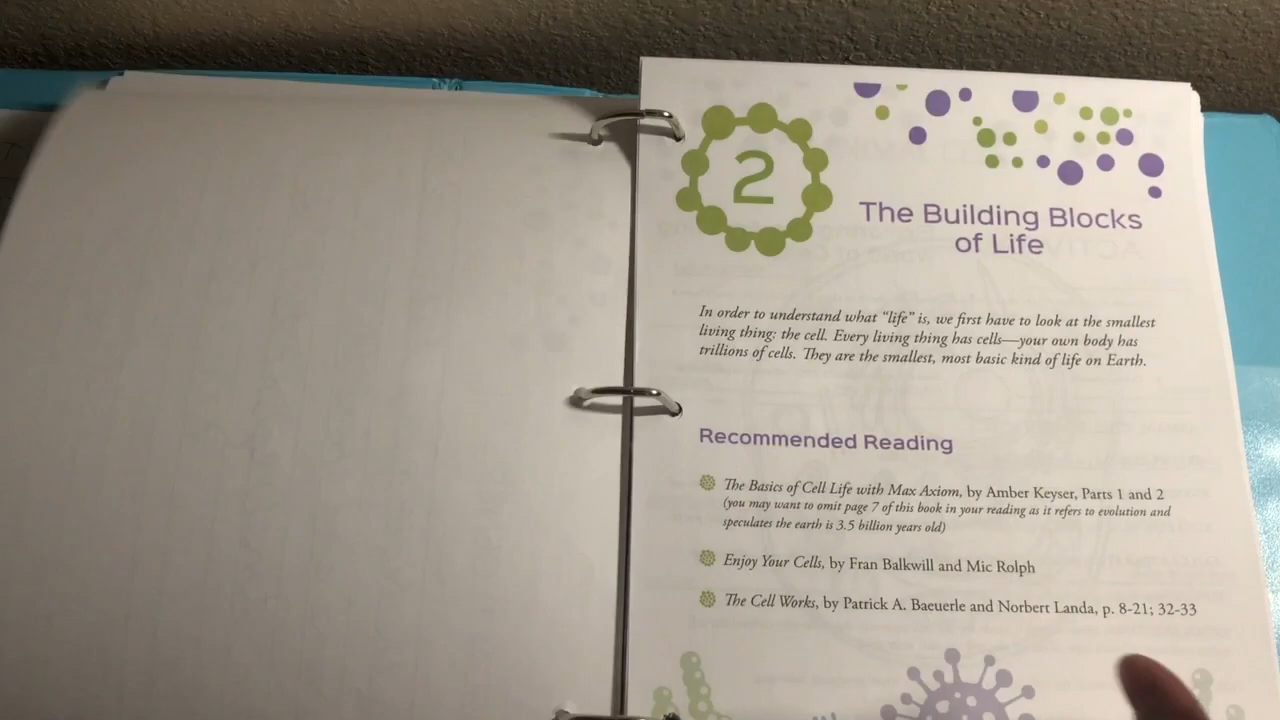 2
The Building Blocks
of Life
In order to understand what “life” is, we first have to look at the smallest
living thing: the cell. Every living thing has cells—your own body has
trillions of cells. They are the smallest, most basic kind of life on Earth.
Recommended Reading
The Basics of Cell Life with Max Axiom, by Amber Keyser, Parts 1 and 2
(you may want to omit page 7 of this book in your reading as it refers to evolution and
speculates the earth is 3.5 billion years old)
Enjoy Your Cells, by Fran Balkwill and Mic Rolph
The Cell Works, by Patrick A. Baeuerle and Norbert Landa, p. 8-21; 32-33